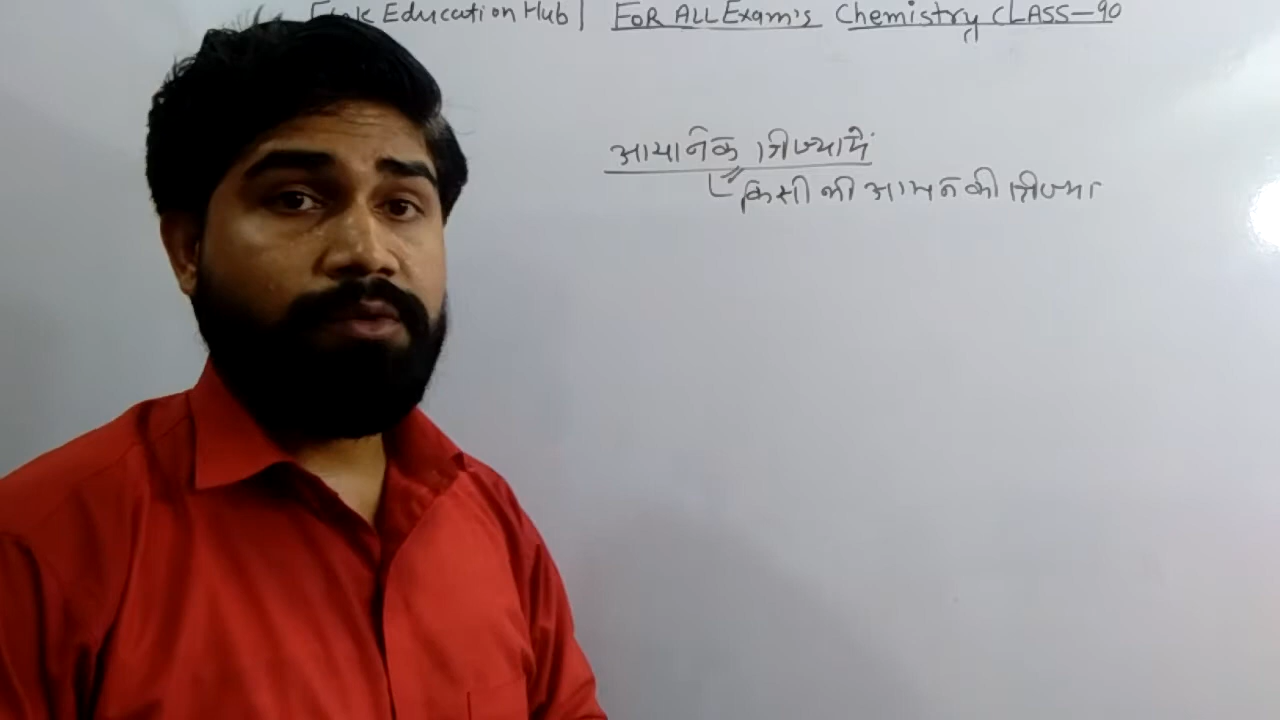 Education Hub | FOR ALL Exam's Chemistry CLASS-90
आयनिक त्रिज्यायें
किसी भी आयन की त्रिज्या